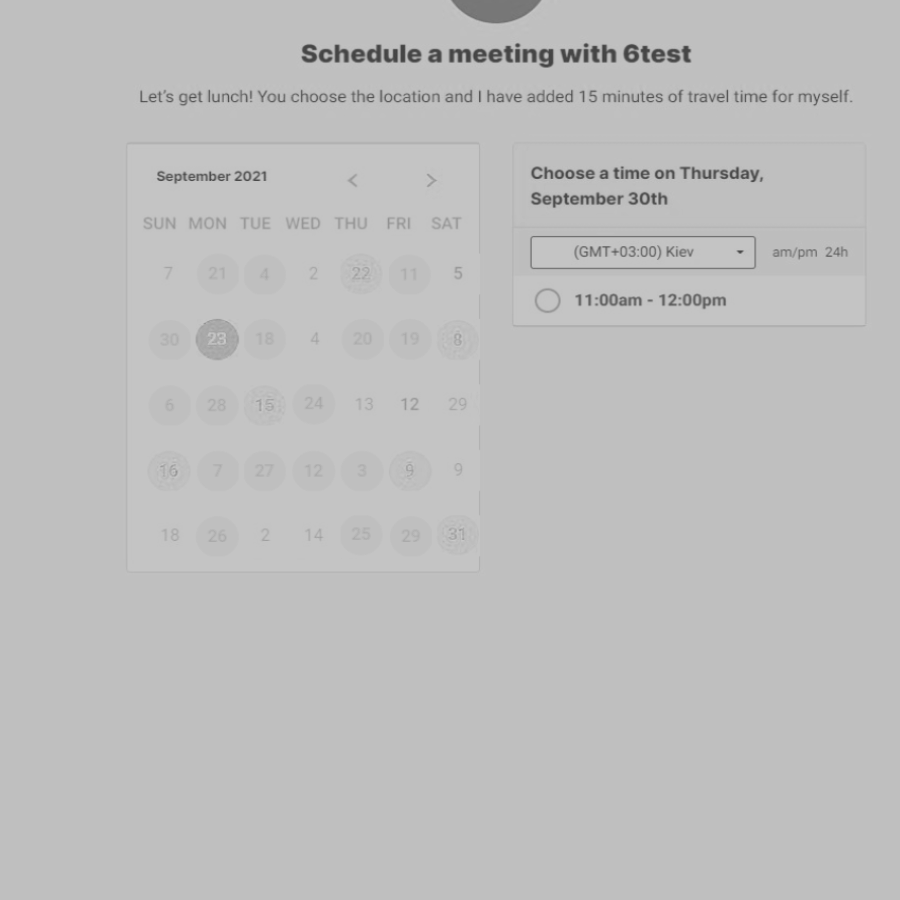 Schedule a meeting with 6test
Let's get lunch! You choose the location and I have added 15 minutes of travel time for myself.
September 2021
SUN MON TUE WED THU FRI SAT
7 21 4 2 22 11 5
30 23 18 4 20 19 8
6 28 15 24 13 12 29
16 7 27 12 3 9 9
18 26 2 14 25 29 31
Choose a time on Thursday,
September 30th
(GMT+03:00) Kiev am/pm 24h
11:00am - 12:00pm